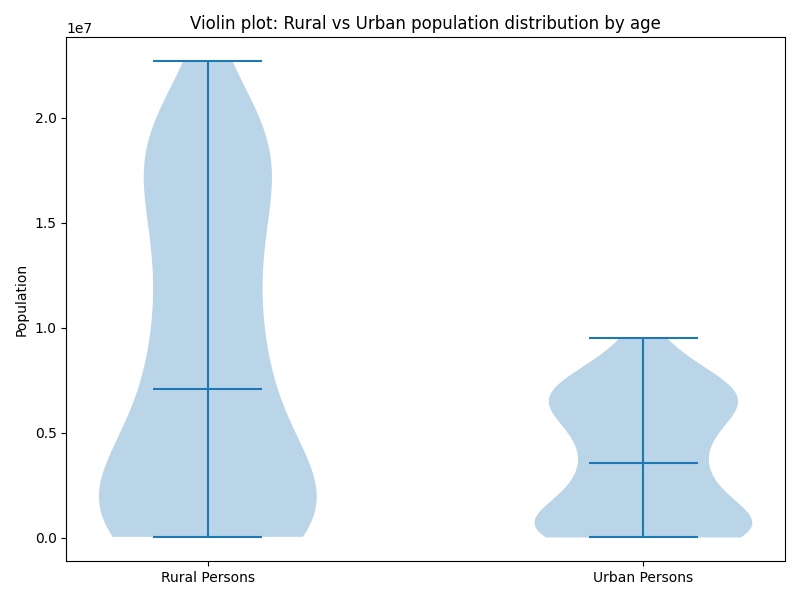 Violin plot: Rural vs Urban population distribution by age
1e7
2.0
1.5
1.0
0.5
0.0
Population
Rural Persons
Urban Persons